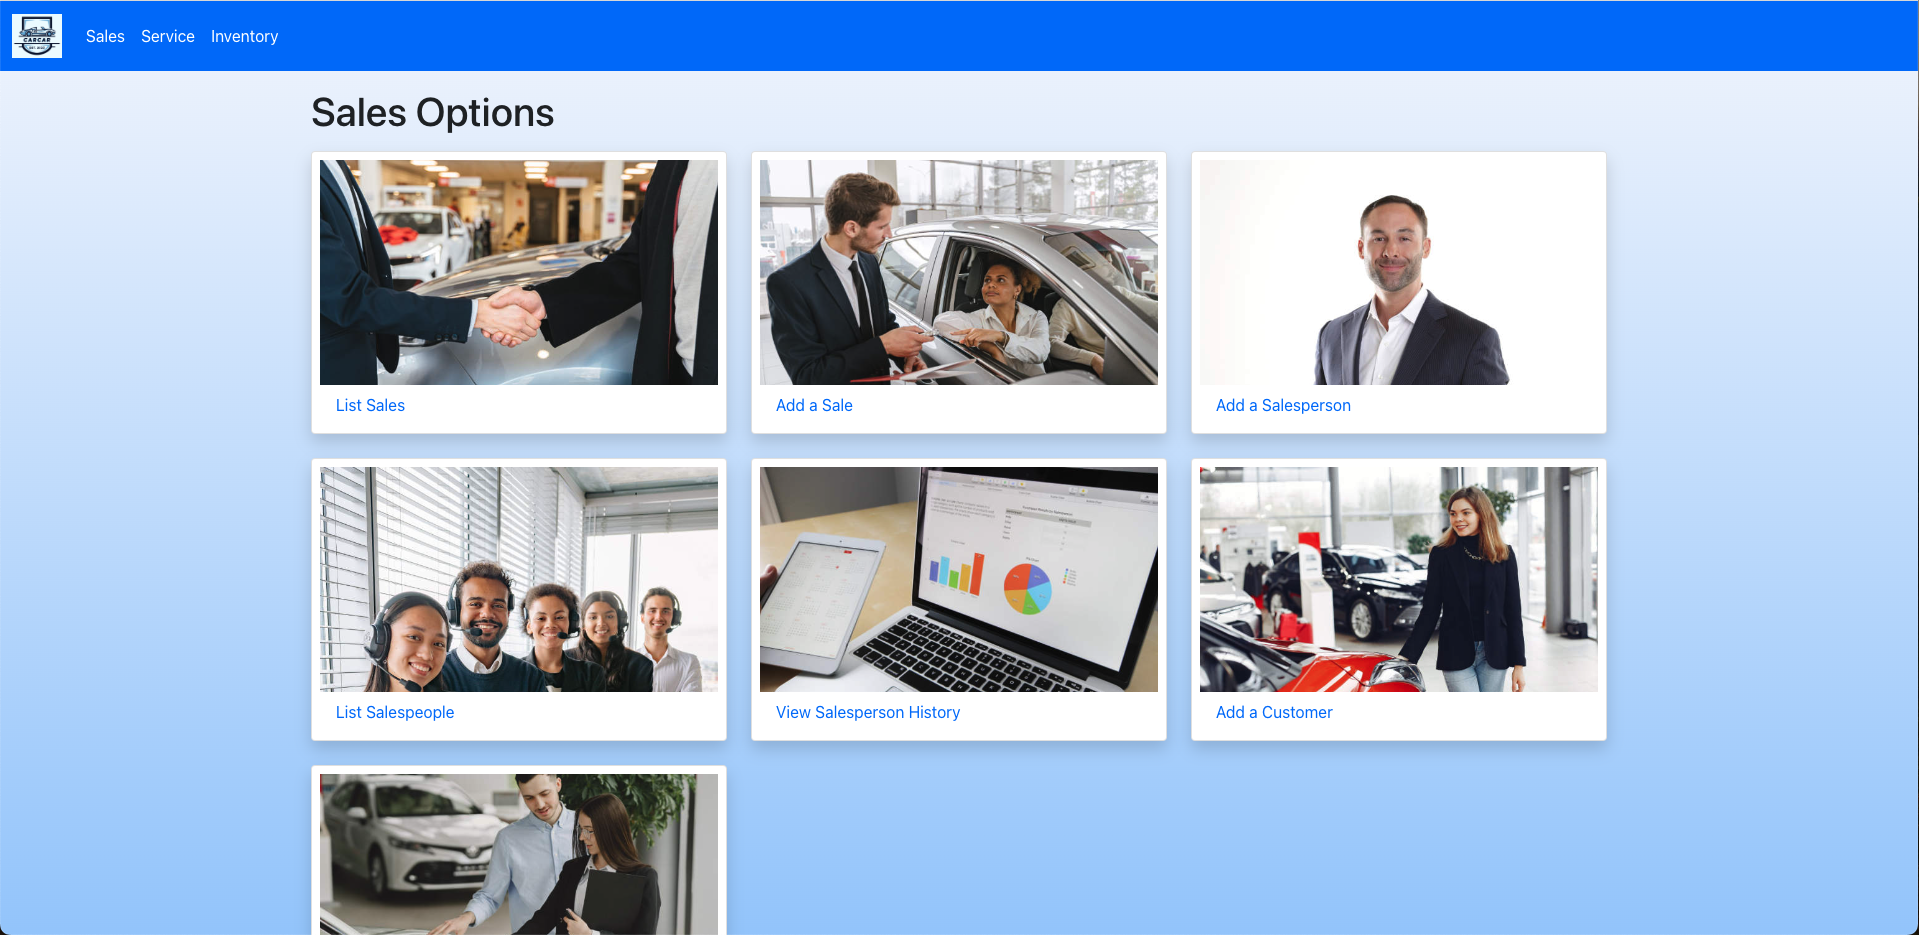 CARCAR
Sales
Service
Inventory
Sales Options
List Sales
Add a Sale
Add a Salesperson
List Salespeople
View Salesperson History
Add a Customer